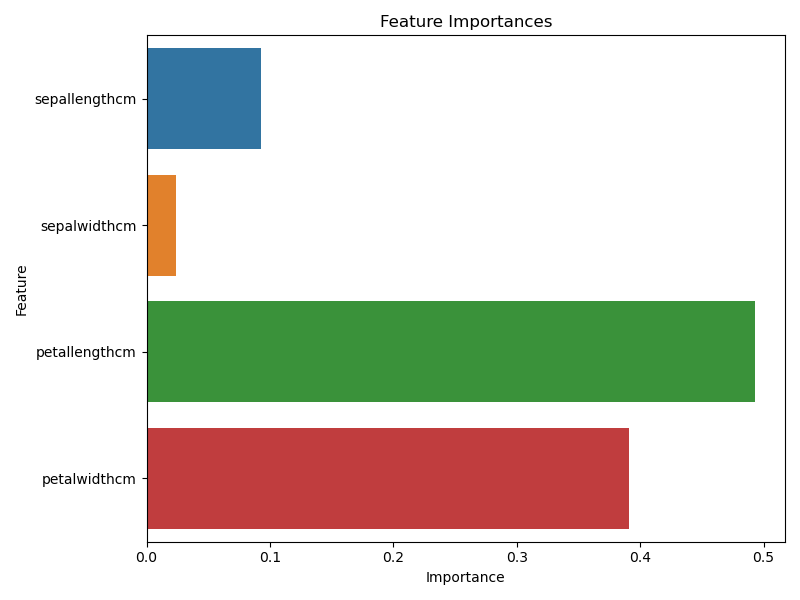 Feature Importances
Feature
sepallengthcm
sepalwidthcm
petallengthcm
petalwidthcm
0.0 0.1 0.2 0.3 0.4 0.5
Importance